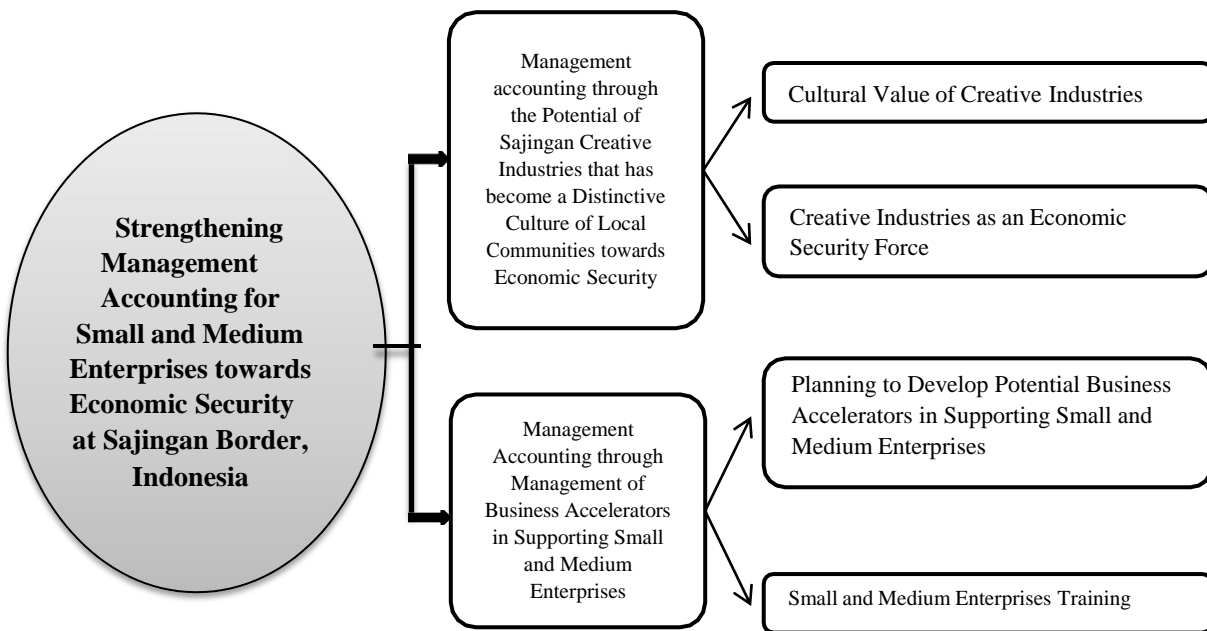 Strengthening
Management
Accounting for
Small and Medium
Enterprises towards
Economic Security
at Sajingan Border,
Indonesia
Management
accounting through
the Potential of
Sajingan Creative
Industries that has
become a Distinctive
Culture of Local
Communities towards
Economic Security
Cultural Value of Creative Industries
Creative Industries as an Economic
Security Force
Management
Accounting through
Management of
Business Accelerators
in Supporting Small
and Medium
Enterprises
Planning to Develop Potential Business
Accelerators in Supporting Small and
Medium Enterprises
Small and Medium Enterprises Training